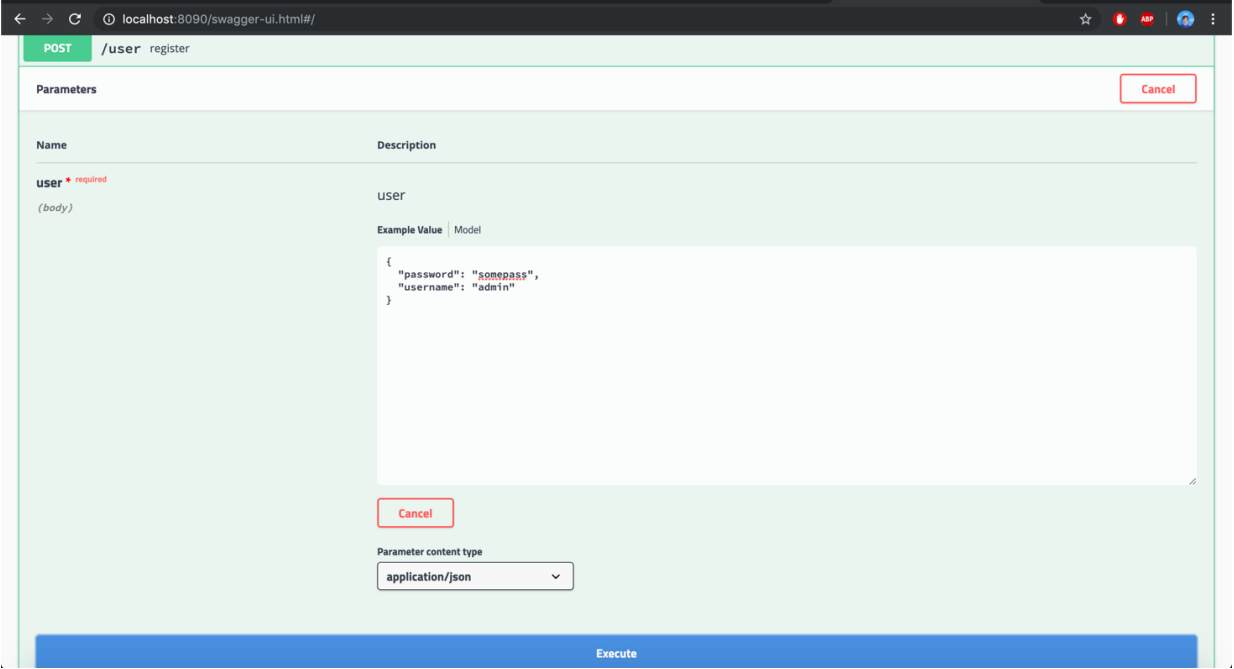 localhost:8090/swagger-ui.html#/
ABP
POST /user register
Parameters
Cancel
Name Description
user * required
(body)
user
Example Value Model
{
"password": "somepass",
"username": "admin"
}
Cancel
Parameter content type
application/json
Execute